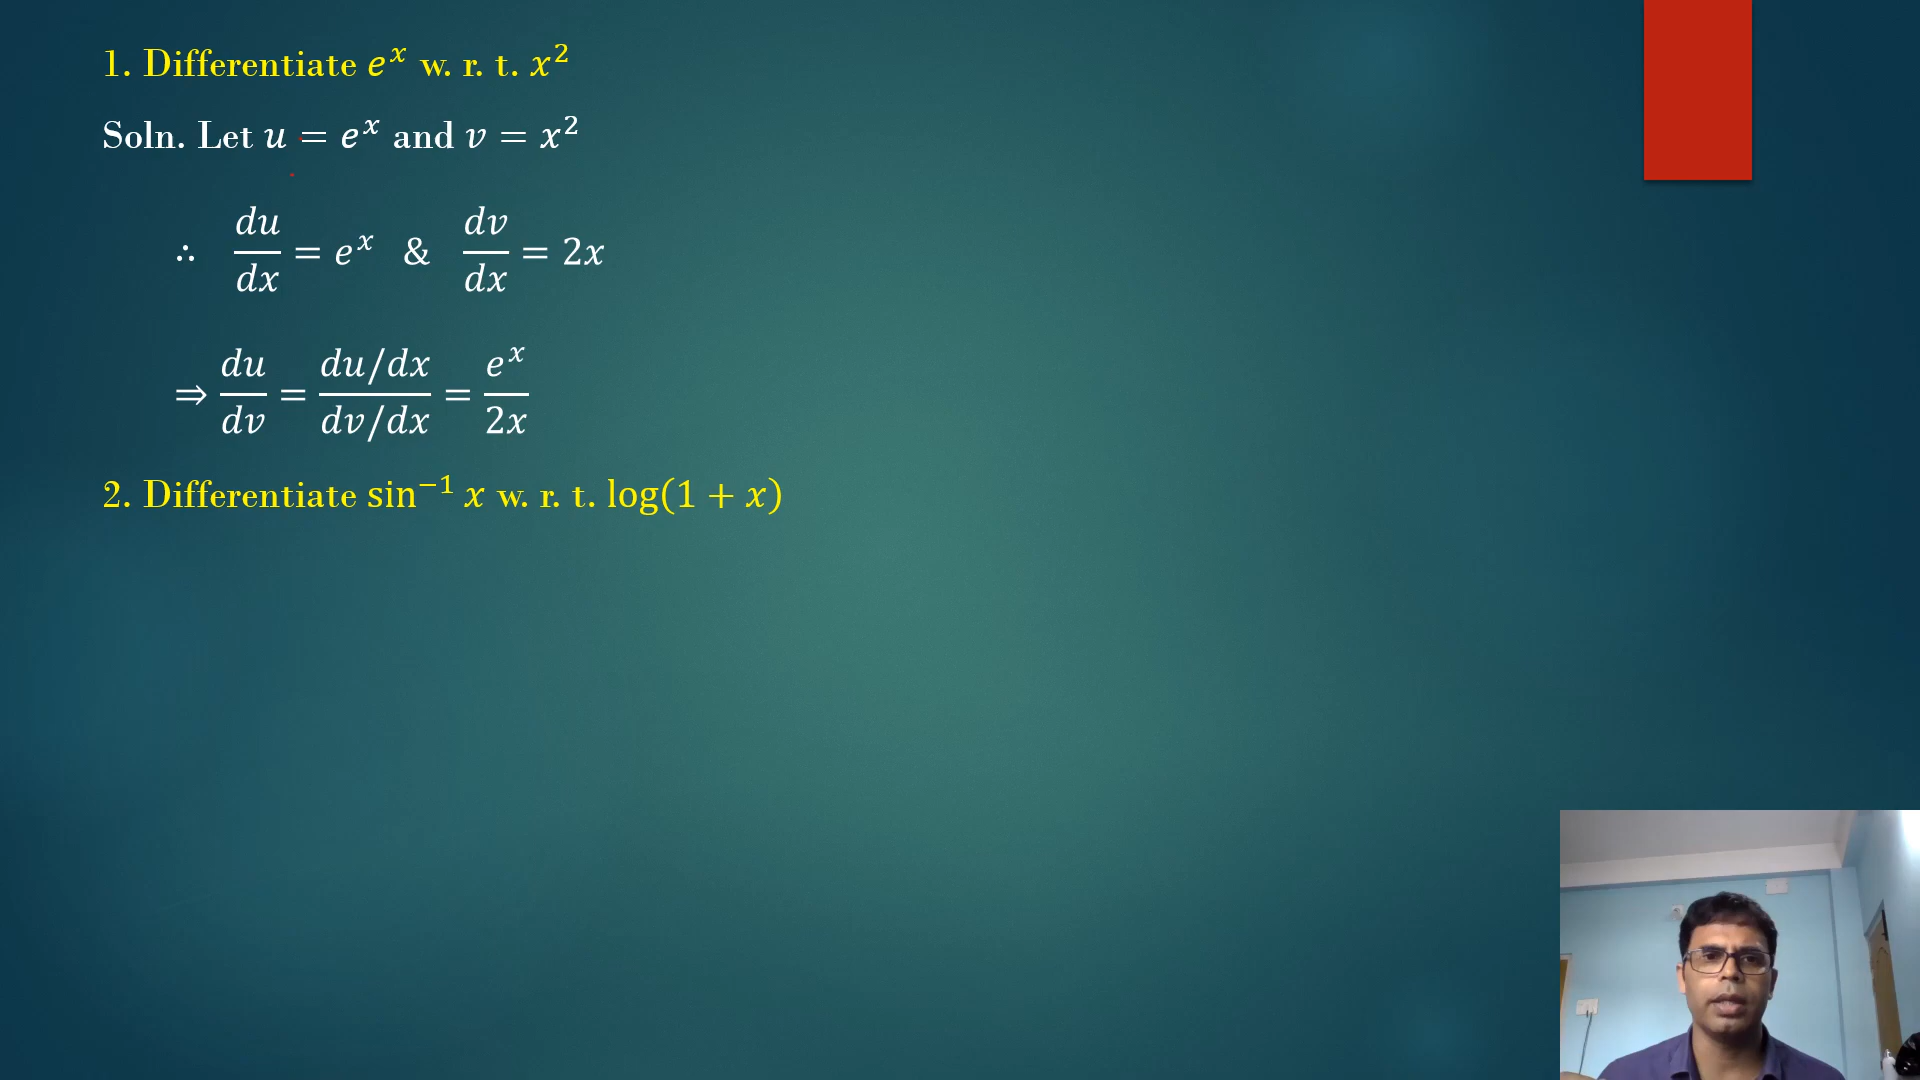 1. Differentiate e^x w. r. t. x^2
Soln. Let u = e^x and v = x^2
∴ du/dx = e^x & dv/dx = 2x
⇒ du/dv = (du/dx)/(dv/dx) = e^x/2x
2. Differentiate sin^−1 x w. r. t. log(1 + x)